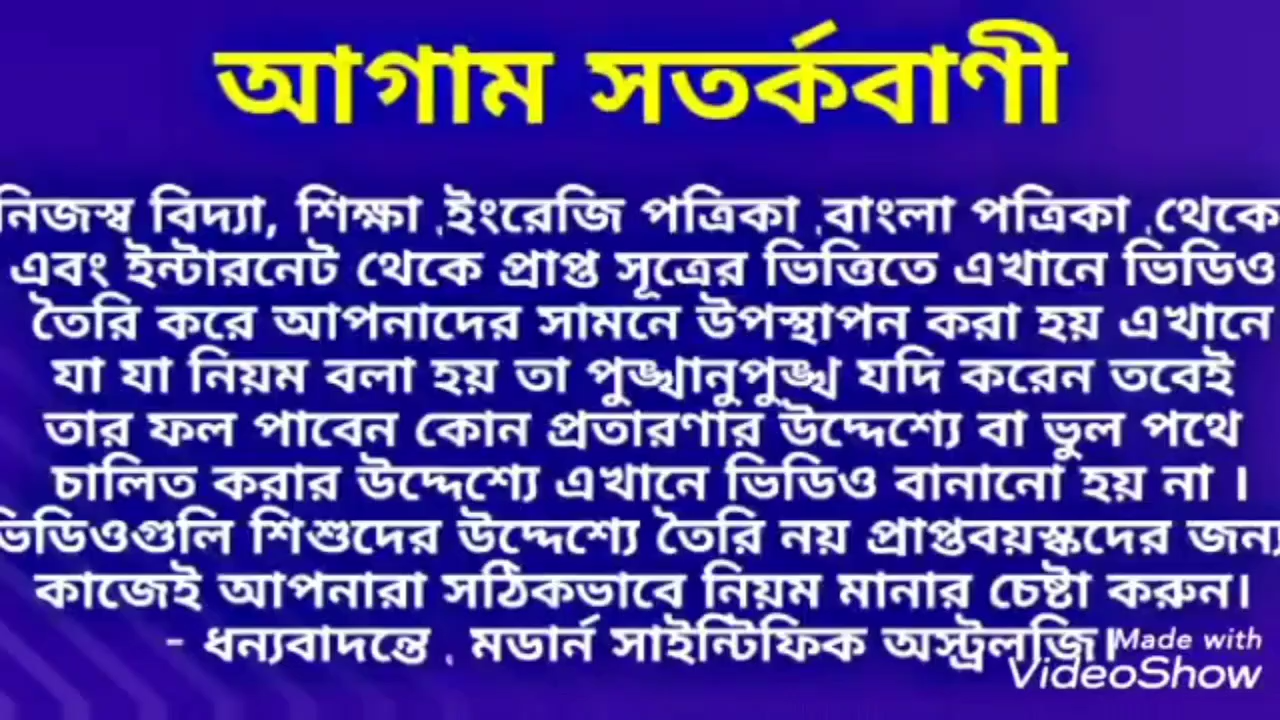 আগাম সতর্কবাণী
নিজস্ব বিদ্যা, শিক্ষা ,ইংরেজি পত্রিকা ,বাংলা পত্রিকা ,থেকে
এবং ইন্টারনেট থেকে প্রাপ্ত সূত্রের ভিত্তিতে এখানে ভিডিও
তৈরি করে আপনাদের সামনে উপস্থাপন করা হয় এখানে
যা যা নিয়ম বলা হয় তা পুঙ্খানুপুঙ্খ যদি করেন তবেই
তার ফল পাবেন কোন প্রতারণার উদ্দেশ্যে বা ভুল পথে
চালিত করার উদ্দেশ্যে এখানে ভিডিও বানানো হয় না ।
ভিডিওগুলি শিশুদের উদ্দেশ্যে তৈরি নয় প্রাপ্তবয়স্কদের জন্য
কাজেই আপনারা সঠিকভাবে নিয়ম মানার চেষ্টা করুন।
- ধন্যবাদন্তে , মডার্ন সাইন্টিফিক অস্ট্রলজি।
Made with
VideoShow